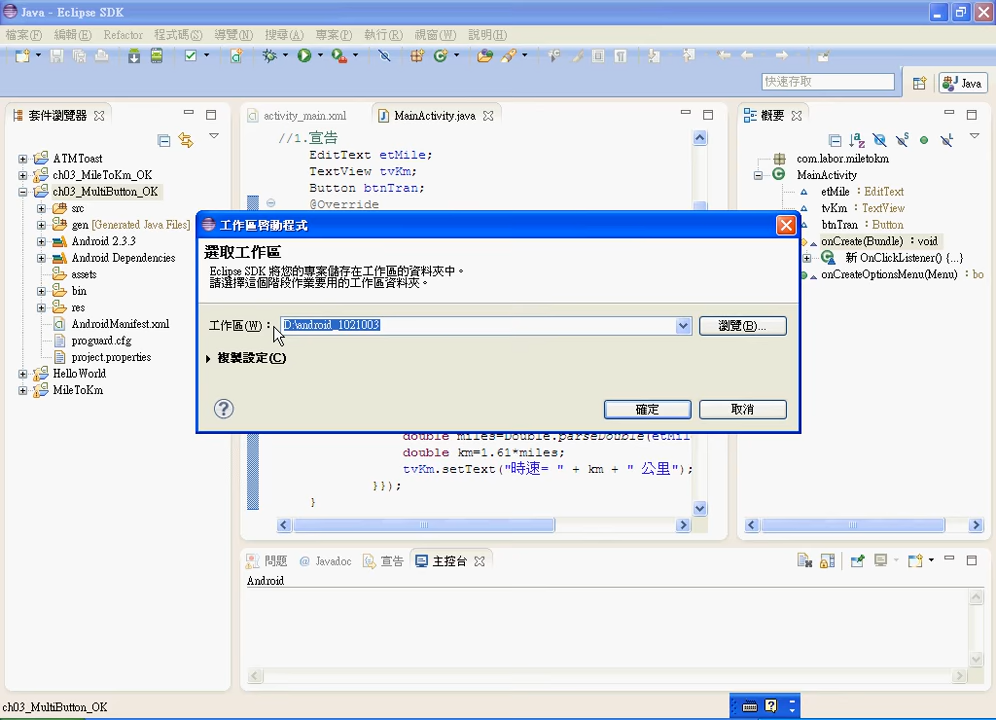 Java - Eclipse SDK
檔案(F) 編輯(E) Refactor 程式碼(S) 導覽(N) 搜尋(A) 專案(P) 執行(R) 視窗(W) 說明(H)
快速存取
Java
套件瀏覽器
ATMToast
ch03_MileToKm_OK
ch03_MultiButton_OK
src
gen [Generated Java Files]
Android 2.3.3
Android Dependencies
assets
bin
res
AndroidManifest.xml
proguard.cfg
project.properties
HelloWorld
MileToKm
activity_main.xml
MainActivity.java
//1.宣告
EditText etMile;
TextView tvKm;
Button btnTran;
@Override
概要
com.labor.miletokm
MainActivity
etMile : EditText
tvKm : TextView
btnTran : Button
onCreate(Bundle) : void
新 OnClickListener() {...}
onCreateOptionsMenu(Menu) : bo
工作區啟動程式
選取工作區
Eclipse SDK 將您的專案儲存在工作區的資料夾中。
請選擇這個階段作業要用的工作區資料夾。
工作區(W)：
D:\android_1021003
瀏覽(B)...
複製設定(C)
確定
取消
double miles=Double.parseDouble(etMil
double km=1.61*miles;
tvKm.setText("時速= " + km + " 公里");
}});
}
問題
@ Javadoc
宣告
主控台
Android
ch03_MultiButton_OK